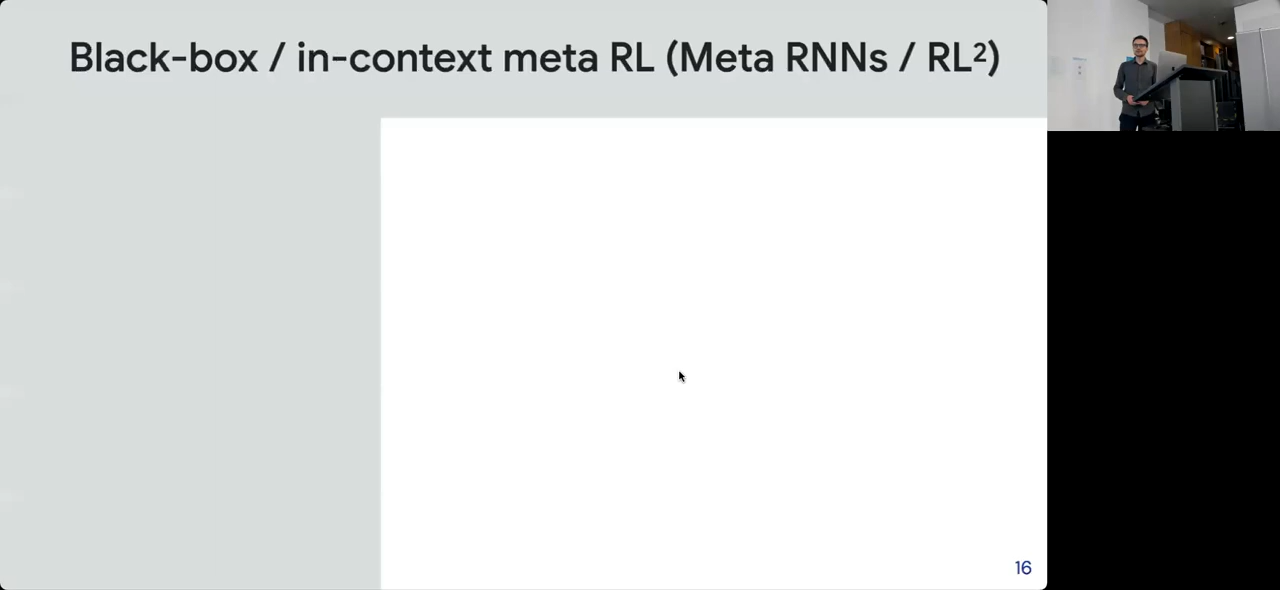 Black-box / in-context meta RL (Meta RNNs / RL²)
16